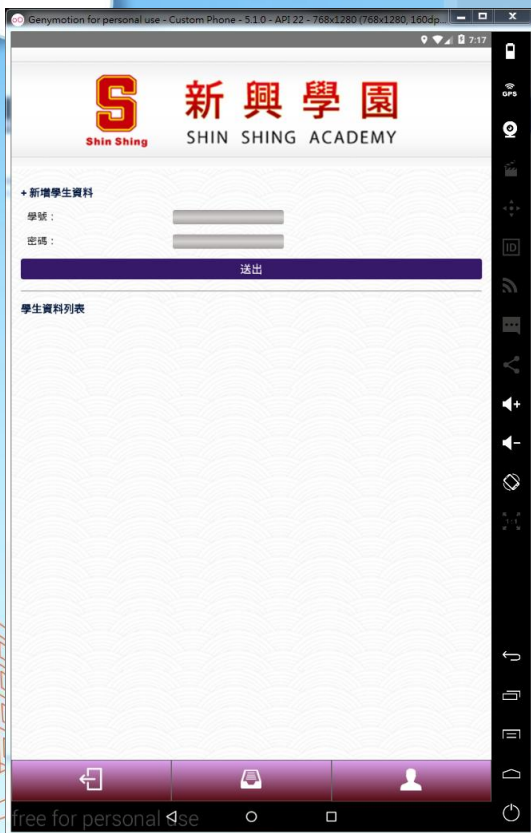 Genymotion for personal use - Custom Phone - 5.1.0 - API 22 - 768x1280 (768x1280, 160dp...
7:17
GPS
S
Shin Shing
新興學園
SHIN SHING ACADEMY
+ 新增學生資料
學號：
密碼：
送出
學生資料列表
ID
1:1
free for personal use